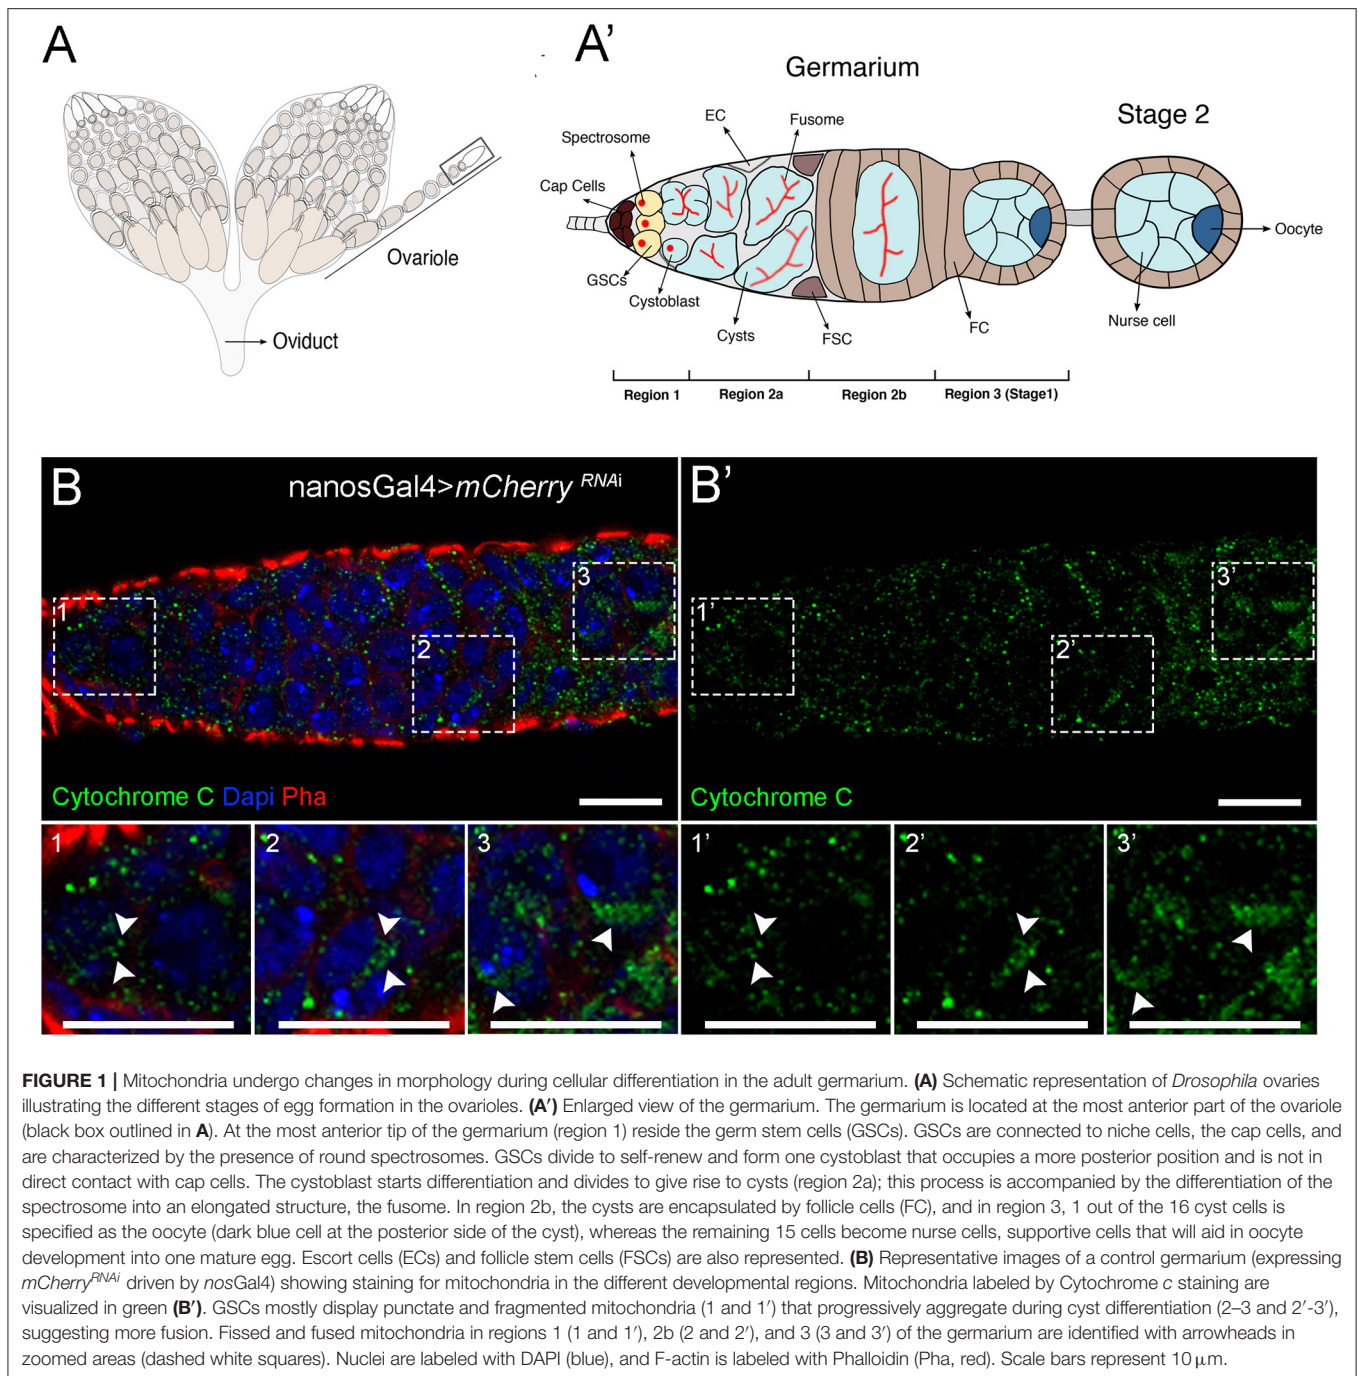 A
A′
Germarium
Stage 2
EC
Fusome
Spectrosome
Cap Cells
Ovariole
GSCs
Cystoblast
Cysts
FSC
FC
Nurse cell
Oocyte
Oviduct
Region 1
Region 2a
Region 2b
Region 3 (Stage1)
B
nanosGal4>mCherry RNAi
B’
1
2
3
1’
2’
3’
Cytochrome C Dapi Pha
Cytochrome C
1
2
3
1’
2’
3’
FIGURE 1 | Mitochondria undergo changes in morphology during cellular differentiation in the adult germarium. (A) Schematic representation of Drosophila ovaries
illustrating the different stages of egg formation in the ovarioles. (A′) Enlarged view of the germarium. The germarium is located at the most anterior part of the ovariole
(black box outlined in A). At the most anterior tip of the germarium (region 1) reside the germ stem cells (GSCs). GSCs are connected to niche cells, the cap cells, and
are characterized by the presence of round spectrosomes. GSCs divide to self-renew and form one cystoblast that occupies a more posterior position and is not in
direct contact with cap cells. The cystoblast starts differentiation and divides to give rise to cysts (region 2a); this process is accompanied by the differentiation of the
spectrosome into an elongated structure, the fusome. In region 2b, the cysts are encapsulated by follicle cells (FC), and in region 3, 1 out of the 16 cyst cells is
specified as the oocyte (dark blue cell at the posterior side of the cyst), whereas the remaining 15 cells become nurse cells, supportive cells that will aid in oocyte
development into one mature egg. Escort cells (ECs) and follicle stem cells (FSCs) are also represented. (B) Representative images of a control germarium (expressing
mCherryRNAi driven by nosGal4) showing staining for mitochondria in the different developmental regions. Mitochondria labeled by Cytochrome c staining are
visualized in green (B′). GSCs mostly display punctate and fragmented mitochondria (1 and 1′) that progressively aggregate during cyst differentiation (2–3 and 2′-3′),
suggesting more fusion. Fissed and fused mitochondria in regions 1 (1 and 1′), 2b (2 and 2′), and 3 (3 and 3′) of the germarium are identified with arrowheads in
zoomed areas (dashed white squares). Nuclei are labeled with DAPI (blue), and F-actin is labeled with Phalloidin (Pha, red). Scale bars represent 10 μm.